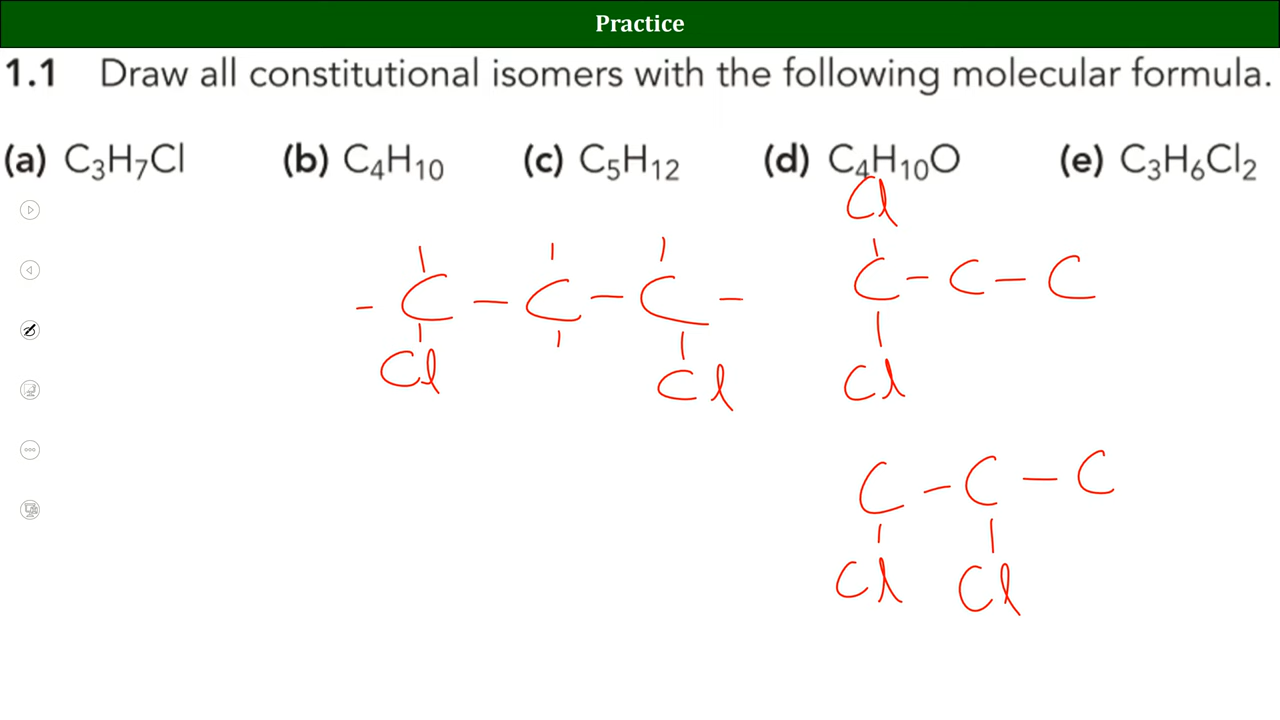 Practice
1.1 Draw all constitutional isomers with the following molecular formula.
(a) C₃H₇Cl (b) C₄H₁₀ (c) C₅H₁₂ (d) C₄H₁₀O (e) C₃H₆Cl₂
Cl
- C - C - C -
C - C - C
Cl Cl
Cl
C - C - C
Cl Cl